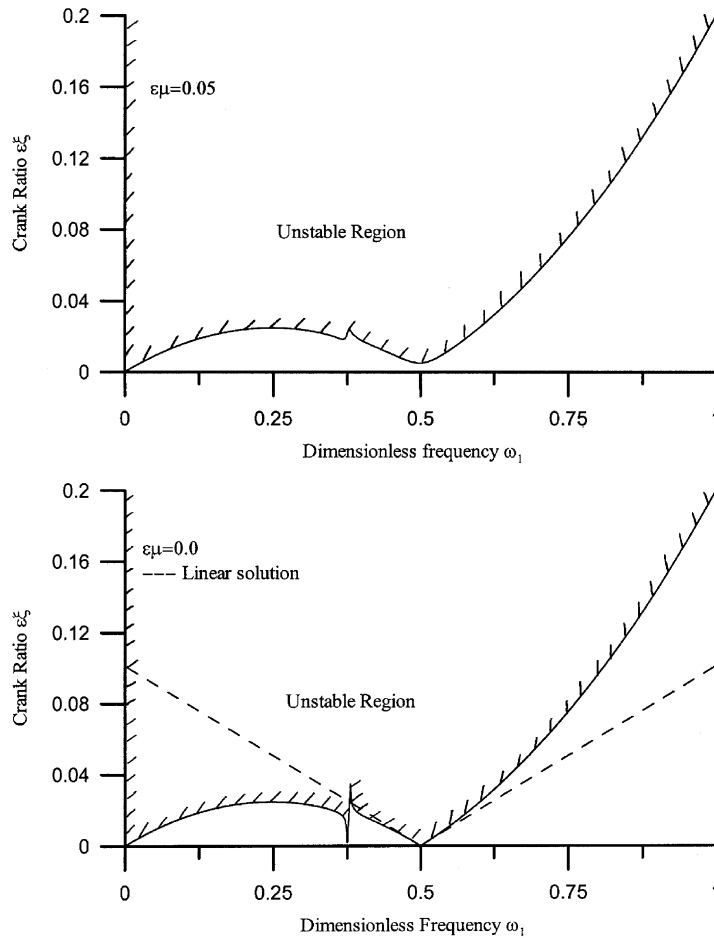 0.2
0.16
0.12
0.08
0.04
0
Crank Ratio εξ
εμ=0.05
Unstable Region
0
0.25
0.5
0.75
1
Dimensionless frequency ω₁
0.2
0.16
0.12
0.08
0.04
0
Crank Ratio εξ
εμ=0.0
--- Linear solution
Unstable Region
0
0.25
0.5
0.75
1
Dimensionless Frequency ω₁